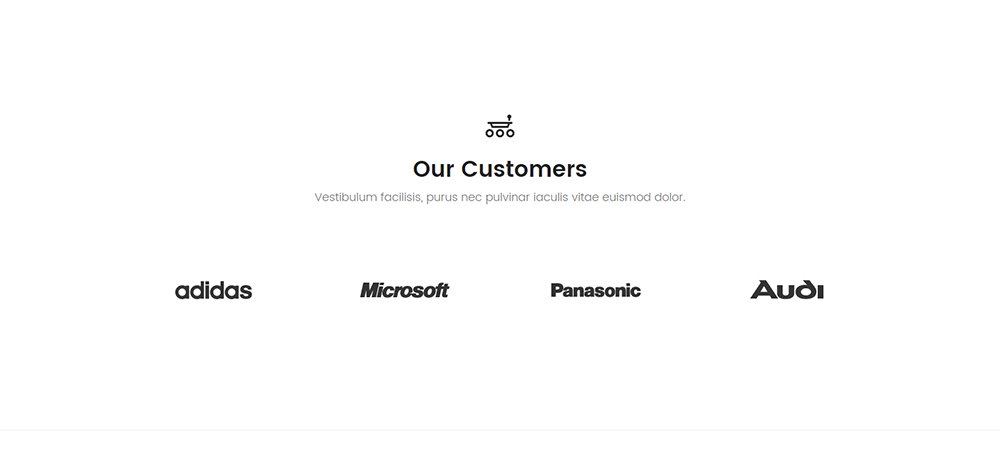 Our Customers
Vestibulum facilisis, purus nec pulvinar iaculis vitae euismod dolor.
adidas Microsoft Panasonic Audi